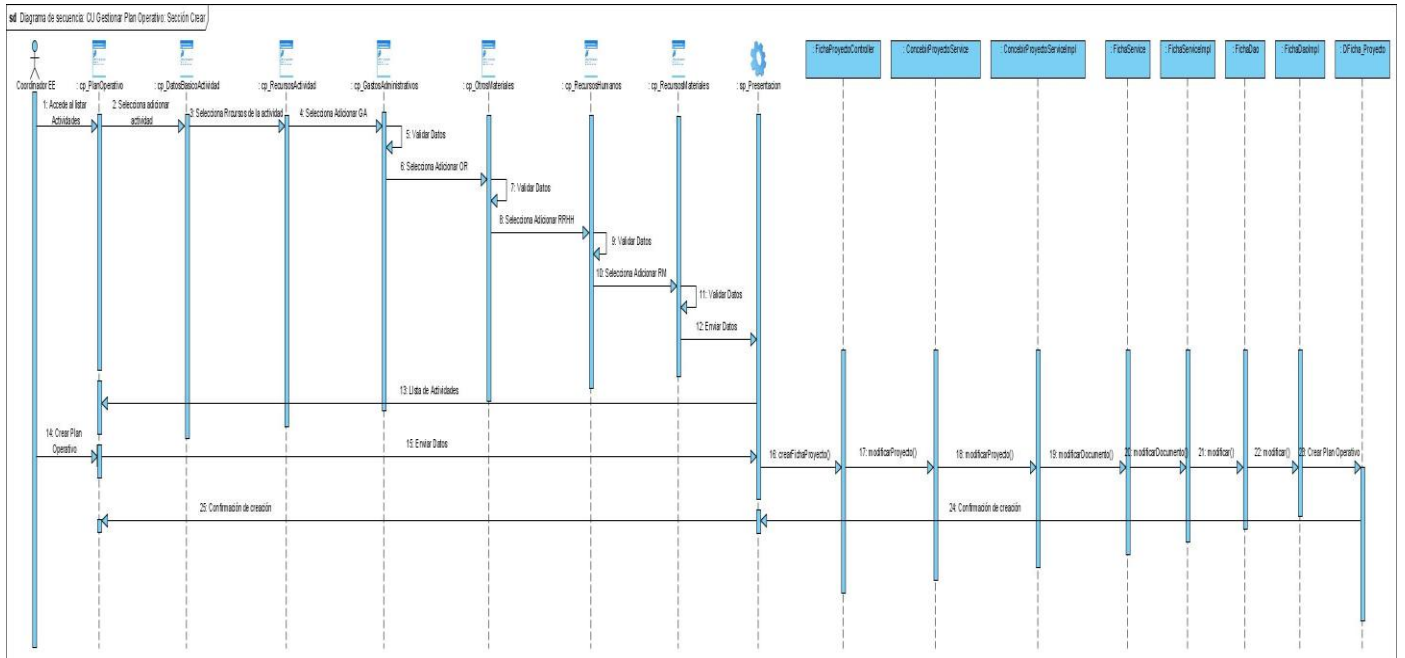 sd Diagrama de secuencia: CU Gestionar Plan Operativo: Sección Crear
Coordinador EE
: cp_PlanOperativo
: cp_DatosBasicoActividad
: cp_RecursosActividad
: cp_GastosAdministrativos
: cp_OtrosMateriales
: cp_RecursosHumanos
: cp_RecursosMateriales
: sp_Presentacion
: FichaProyectoController
: ConcebirProyectoService
: ConcebirProyectoServiceImpl
: FichaService
: FichaServiceImpl
: FichaDao
: FichaDaoImpl
: DFicha_Proyecto
1: Accede al listar
Actividades
2: Selecciona adicionar
actividad
3: Selecciona Rrcursos de la actividad
4: Selecciona Adicionar GA
5: Validar Datos
6: Selecciona Adicionar OR
7: Validar Datos
8: Selecciona Adicionar RRHH
9: Validar Datos
10: Selecciona Adicionar RM
11: Validar Datos
12: Enviar Datos
13: Lista de Actividades
14: Crear Plan
Operativo
15: Enviar Datos
16: crearFichaProyecto()
17: modificarProyecto()
18: modificarProyecto()
19: modificarDocumento()
20: modificarDocumento()
21: modificar()
22: modificar()
23: Crear Plan Operativo
24: Confirmación de creación
25: Confirmación de creación